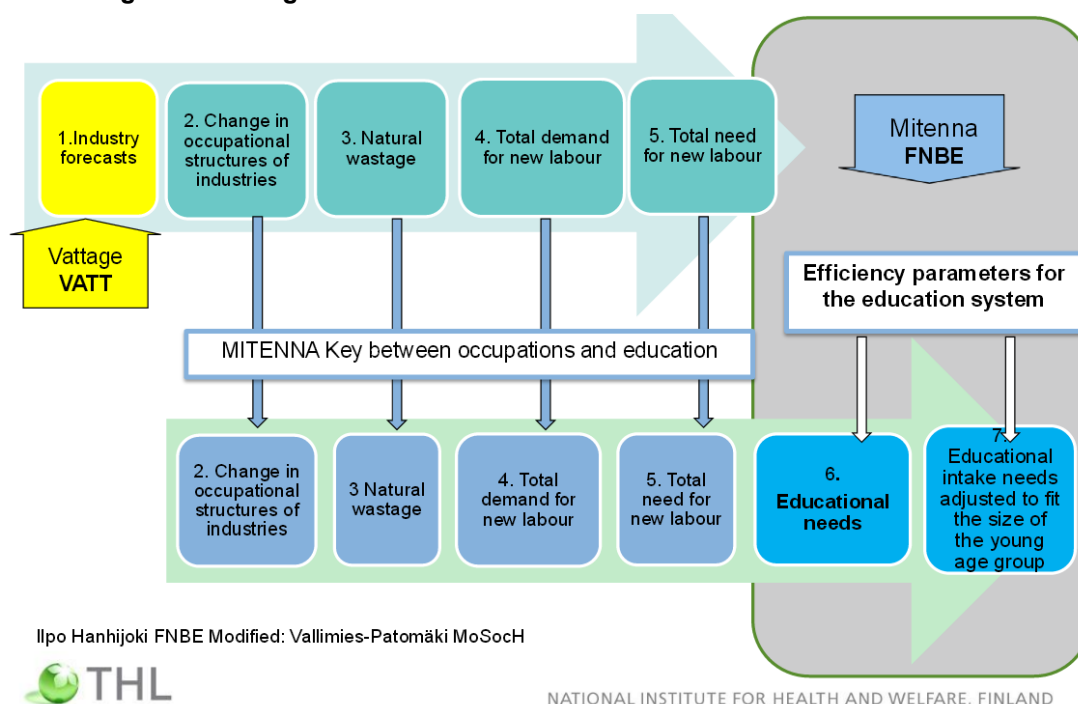 1.Industry
forecasts
2. Change in
occupational
structures of
industries
3. Natural
wastage
4. Total demand
for new labour
5. Total need
for new labour
Mitenna
FNBE
Vattage
VATT
Efficiency parameters for
the education system
MITENNA Key between occupations and education
2. Change in
occupational
structures of
industries
3 Natural
wastage
4. Total
demand for
new labour
5. Total
need for
new labour
6.
Educational
needs
7.
Educational
intake needs
adjusted to fit
the size of
the young
age group
Ilpo Hanhijoki FNBE Modified: Vallimies-Patomäki MoSocH
THL
NATIONAL INSTITUTE FOR HEALTH AND WELFARE, FINLAND